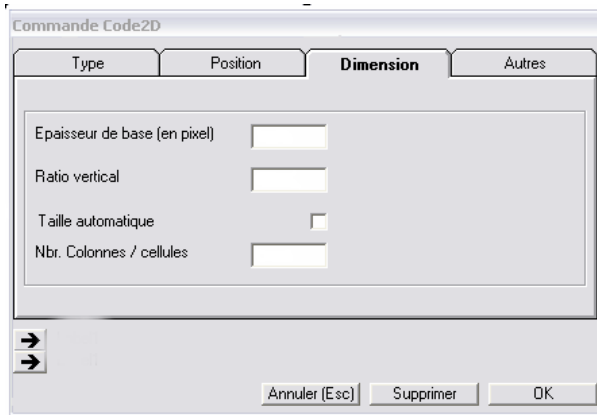 Commande Code2D
Type Position Dimension Autres
Epaisseur de base (en pixel)
Ratio vertical
Taille automatique
Nbr. Colonnes / cellules
Annuler (Esc) Supprimer OK